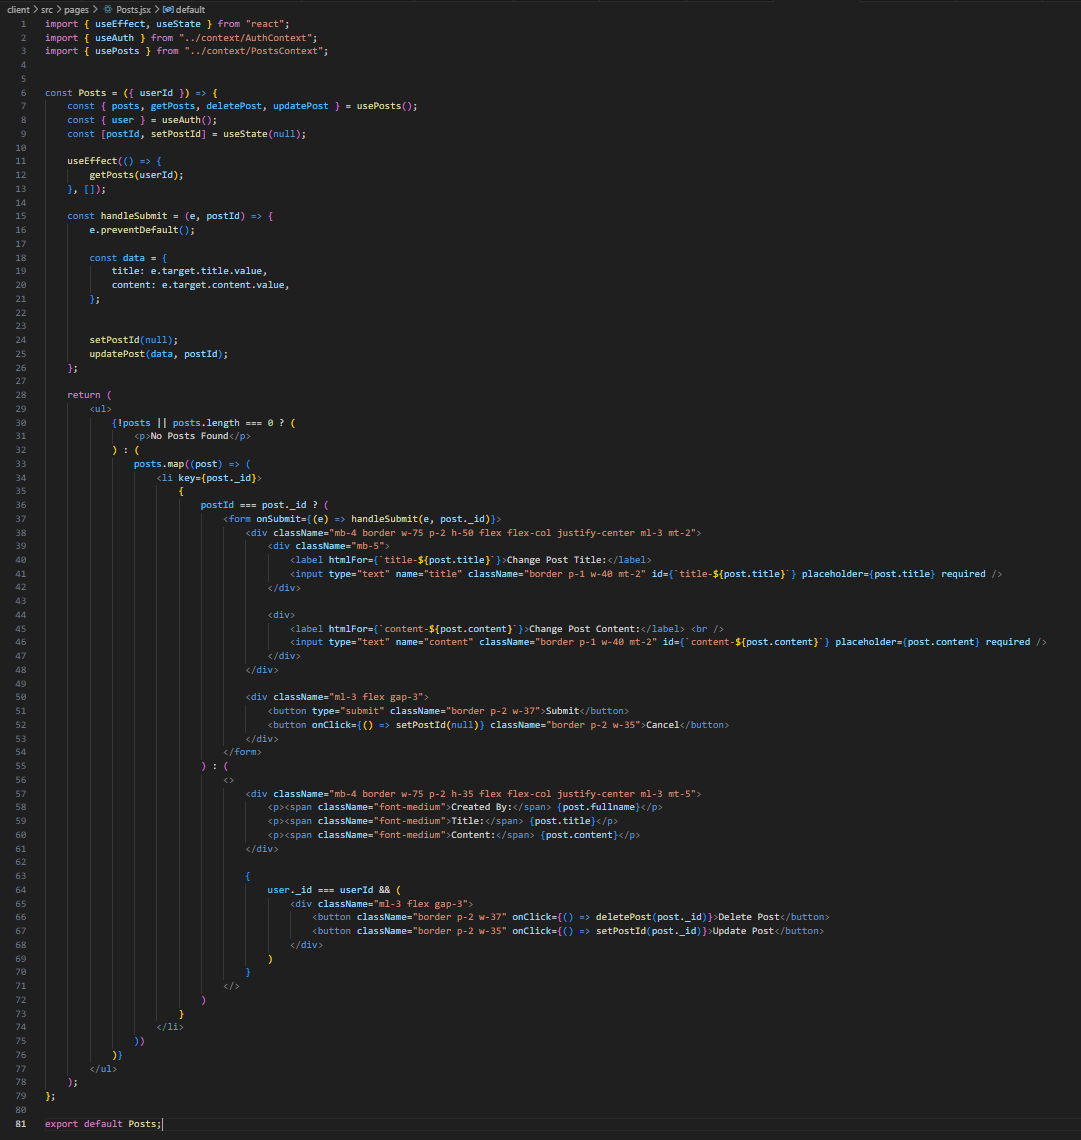 client > src > pages > Posts.jsx > default
1 import { useEffect, useState } from "react";
2 import { useAuth } from "../context/AuthContext";
3 import { usePosts } from "../context/PostsContext";
4
5
6 const Posts = ({ userId }) => {
7     const { posts, getPosts, deletePost, updatePost } = usePosts();
8     const { user } = useAuth();
9     const [postId, setPostId] = useState(null);
10
11     useEffect(() => {
12         getPosts(userId);
13     }, []);
14
15     const handleSubmit = (e, postId) => {
16         e.preventDefault();
17
18         const data = {
19             title: e.target.title.value,
20             content: e.target.content.value,
21         };
22
23
24         setPostId(null);
25         updatePost(data, postId);
26     };
27
28     return (
29         <ul>
30             {!posts || posts.length === 0 ? (
31                 <p>No Posts Found</p>
32             ) : (
33                 posts.map((post) => (
34                     <li key={post._id}>
35                         {
36                             postId === post._id ? (
37                                 <form onSubmit={(e) => handleSubmit(e, post._id)}>
38                                     <div className="mb-4 border w-75 p-2 h-50 flex flex-col justify-center ml-3 mt-2">
39                                         <div className="mb-5">
40                                             <label htmlFor={`title-${post.title}`}>Change Post Title:</label>
41                                             <input type="text" name="title" className="border p-1 w-40 mt-2" id={`title-${post.title}`} placeholder={post.title} required />
42                                         </div>
43
44                                         <div>
45                                             <label htmlFor={`content-${post.content}`}>Change Post Content:</label> <br />
46                                             <input type="text" name="content" className="border p-1 w-40 mt-2" id={`content-${post.content}`} placeholder={post.content} required />
47                                         </div>
48                                     </div>
49
50                                     <div className="ml-3 flex gap-3">
51                                         <button type="submit" className="border p-2 w-37">Submit</button>
52                                         <button onClick={() => setPostId(null)} className="border p-2 w-35">Cancel</button>
53                                     </div>
54                                 </form>
55                             ) : (
56                                 <>
57                                     <div className="mb-4 border w-75 p-2 h-35 flex flex-col justify-center ml-3 mt-5">
58                                         <p><span className="font-medium">Created By:</span> {post.fullname}</p>
59                                         <p><span className="font-medium">Title:</span> {post.title}</p>
60                                         <p><span className="font-medium">Content:</span> {post.content}</p>
61                                     </div>
62
63                                     {
64                                         user._id === userId && (
65                                             <div className="ml-3 flex gap-3">
66                                                 <button className="border p-2 w-37" onClick={() => deletePost(post._id)}>Delete Post</button>
67                                                 <button className="border p-2 w-35" onClick={() => setPostId(post._id)}>Update Post</button>
68                                             </div>
69                                         )
70                                     }
71                                 </>
72                             )
73                         }
74                     </li>
75                 ))
76             )}
77         </ul>
78     );
79 };
80
81 export default Posts;